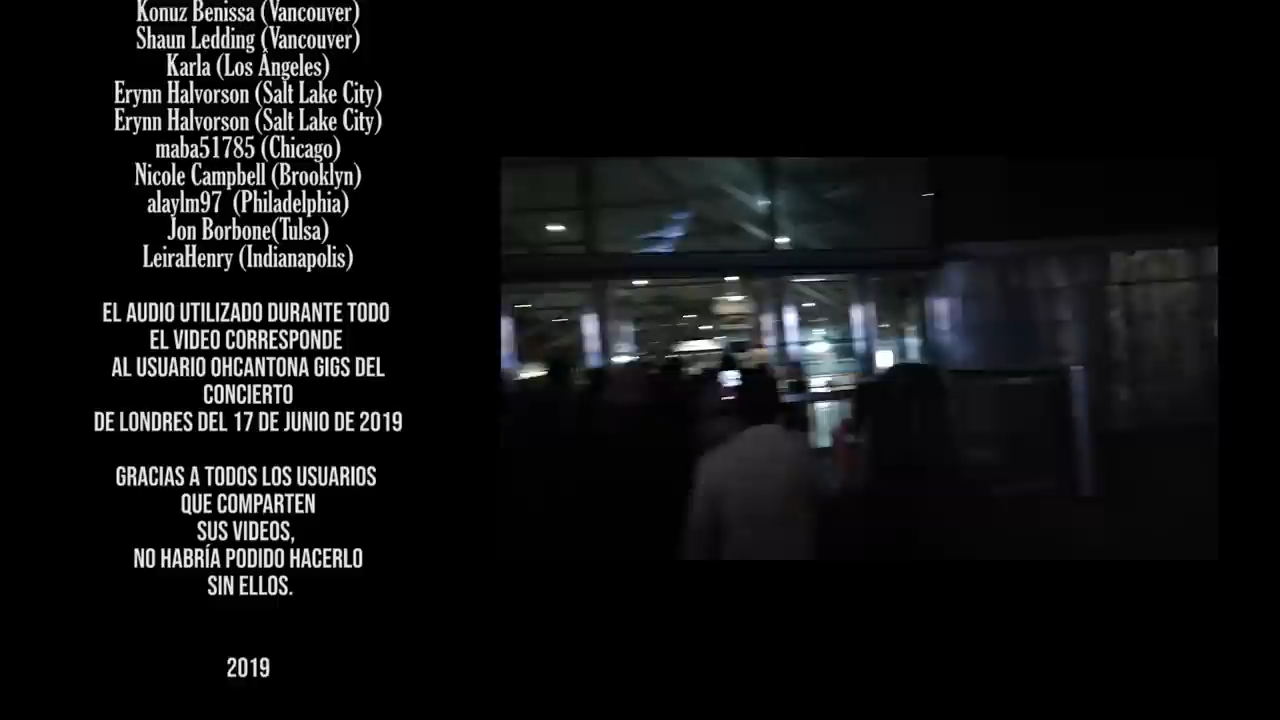 Konuz Benissa (Vancouver)
Shaun Ledding (Vancouver)
Karla (Los Ángeles)
Erynn Halvorson (Salt Lake City)
Erynn Halvorson (Salt Lake City)
maba51785 (Chicago)
Nicole Campbell (Brooklyn)
alaylm97  (Philadelphia)
Jon Borbone(Tulsa)
LeiraHenry (Indianapolis)
EL AUDIO UTILIZADO DURANTE TODO
EL VIDEO CORRESPONDE
AL USUARIO OHCANTONA GIGS DEL
CONCIERTO
DE LONDRES DEL 17 DE JUNIO DE 2019
GRACIAS A TODOS LOS USUARIOS
QUE COMPARTEN
SUS VIDEOS,
NO HABRÍA PODIDO HACERLO
SIN ELLOS.
2019